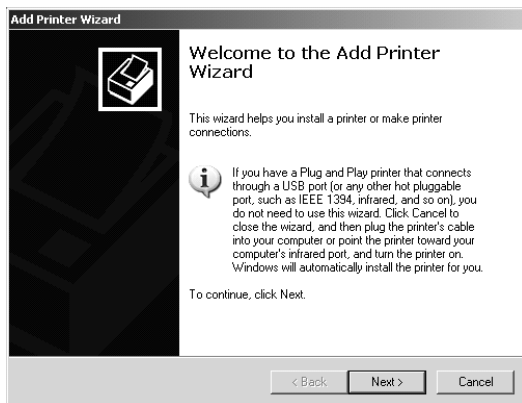 Add Printer Wizard
Welcome to the Add Printer
Wizard
This wizard helps you install a printer or make printer
connections.
If you have a Plug and Play printer that connects
through a USB port (or any other hot pluggable
port, such as IEEE 1394, infrared, and so on), you
do not need to use this wizard. Click Cancel to
close the wizard, and then plug the printer's cable
into your computer or point the printer toward your
computer's infrared port, and turn the printer on.
Windows will automatically install the printer for you.
To continue, click Next.
< Back Next > Cancel